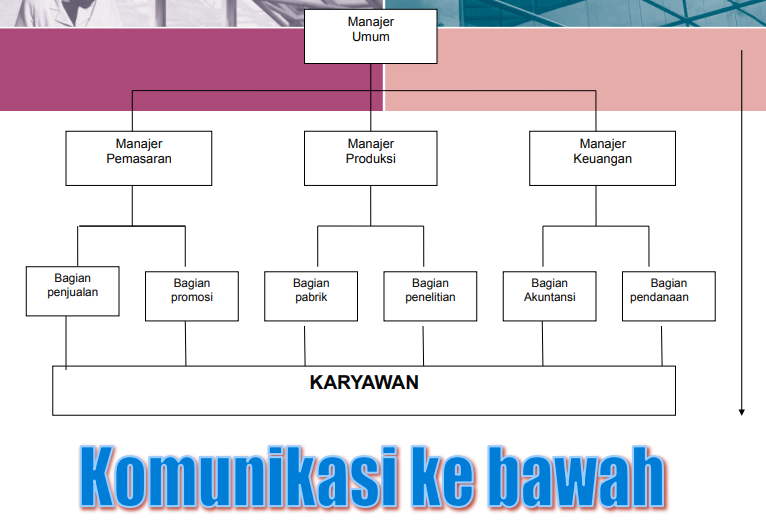 Manajer
Umum
Manajer
Pemasaran
Manajer
Produksi
Manajer
Keuangan
Bagian
penjualan
Bagian
promosi
Bagian
pabrik
Bagian
penelitian
Bagian
Akuntansi
Bagian
pendanaan
KARYAWAN
Komunikasi ke bawah